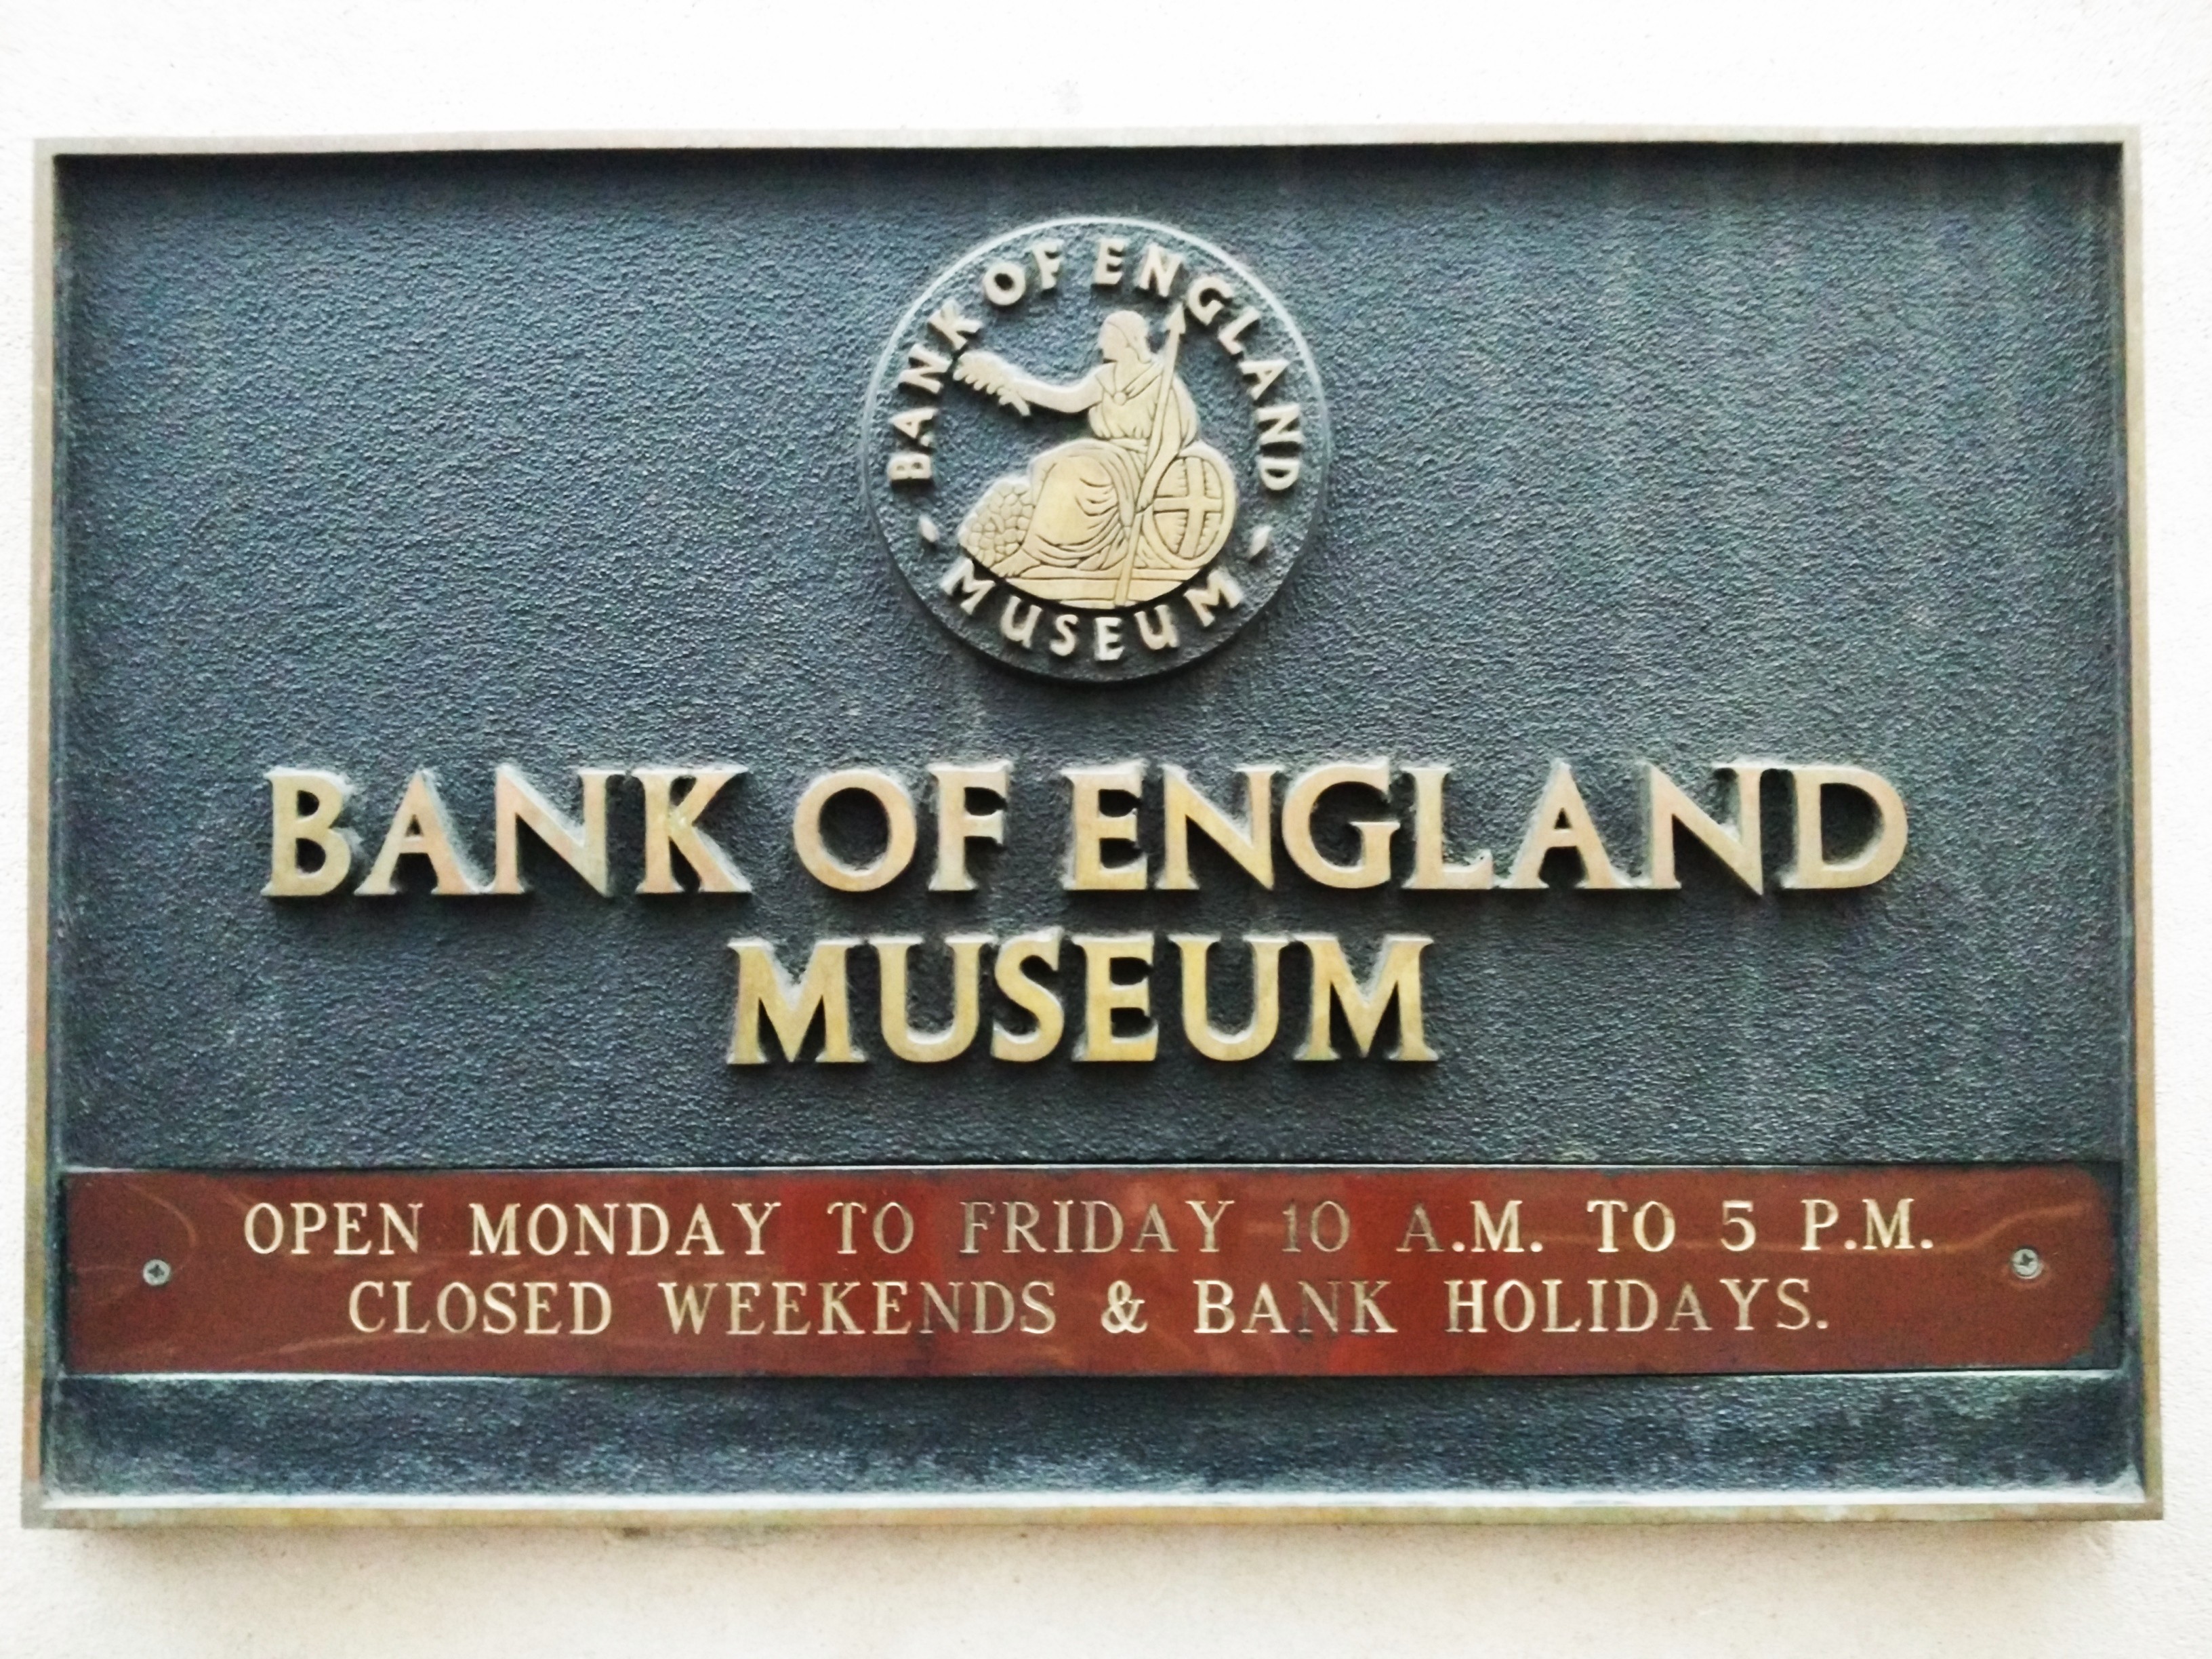 BANK OF ENGLAND
MUSEUM
BANK OF ENGLAND
MUSEUM
OPEN MONDAY TO FRIDAY 10 A.M. TO 5 P.M.
CLOSED WEEKENDS & BANK HOLIDAYS.